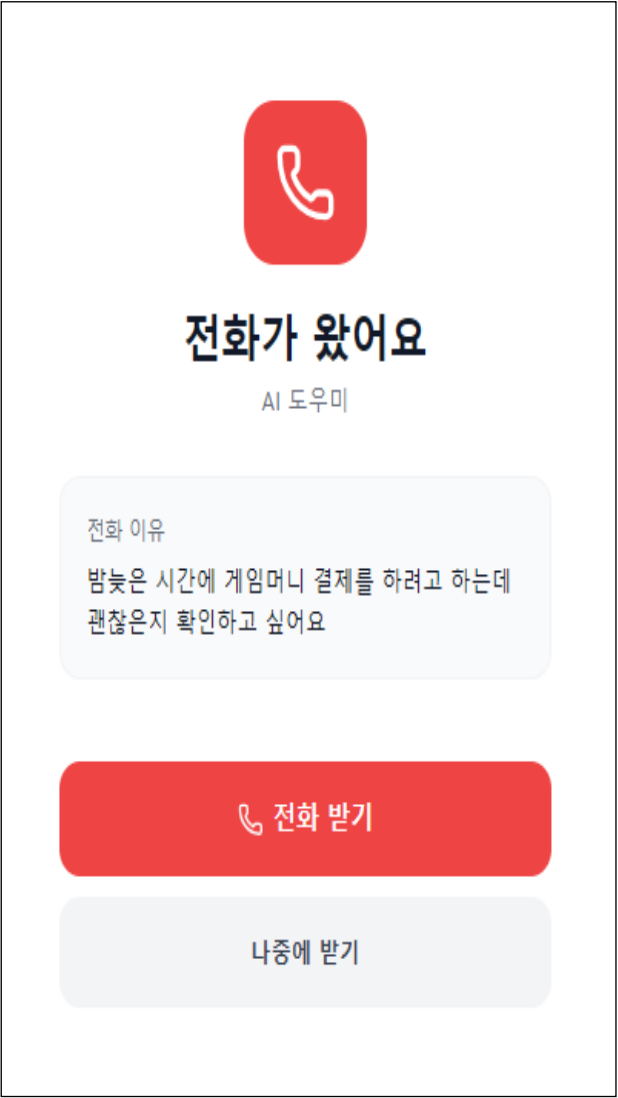 전화가 왔어요
AI 도우미
전화 이유
밤늦은 시간에 게임머니 결제를 하려고 하는데
괜찮은지 확인하고 싶어요
전화 받기
나중에 받기